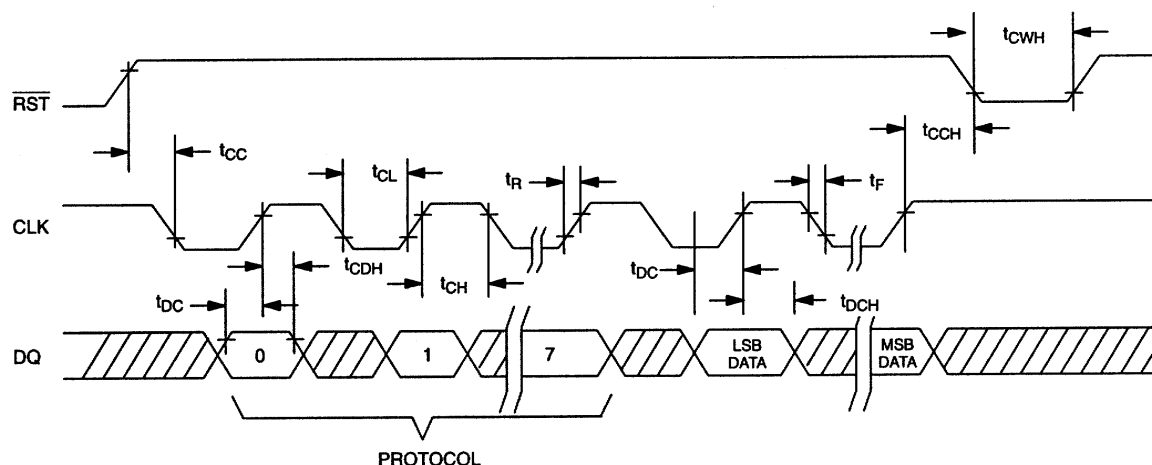 tCWH
RST
tCCH
tCC
tCL
tR
tF
CLK
tCDH
tCH
tDC
tDC
tDCH
DQ
0
1
7
LSB
DATA
MSB
DATA
PROTOCOL